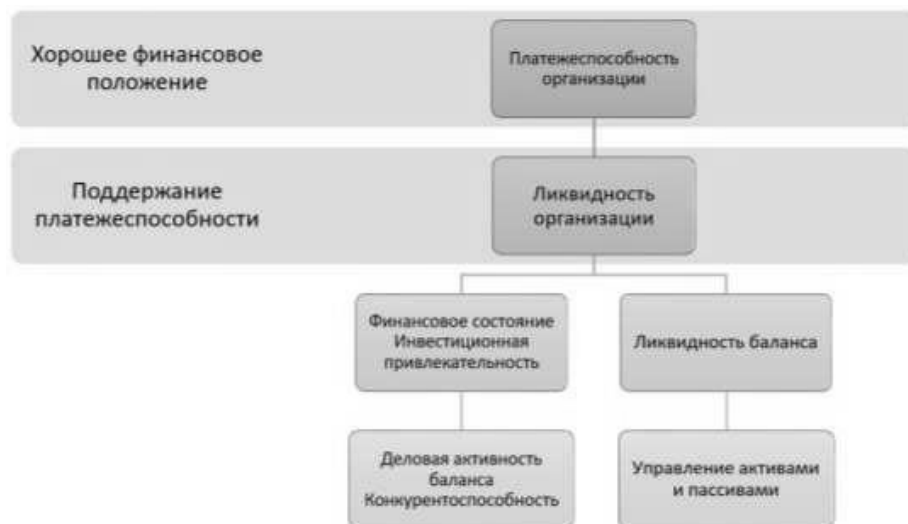 Хорошее финансовое
положение
Платежеспособность
организации
Поддержание
платежеспособности
Ликвидность
организации
Финансовое состояние
Инвестиционная
привлекательность
Ликвидность баланса
Деловая активность
баланса
Конкурентоспособность
Управление активами
и пассивами